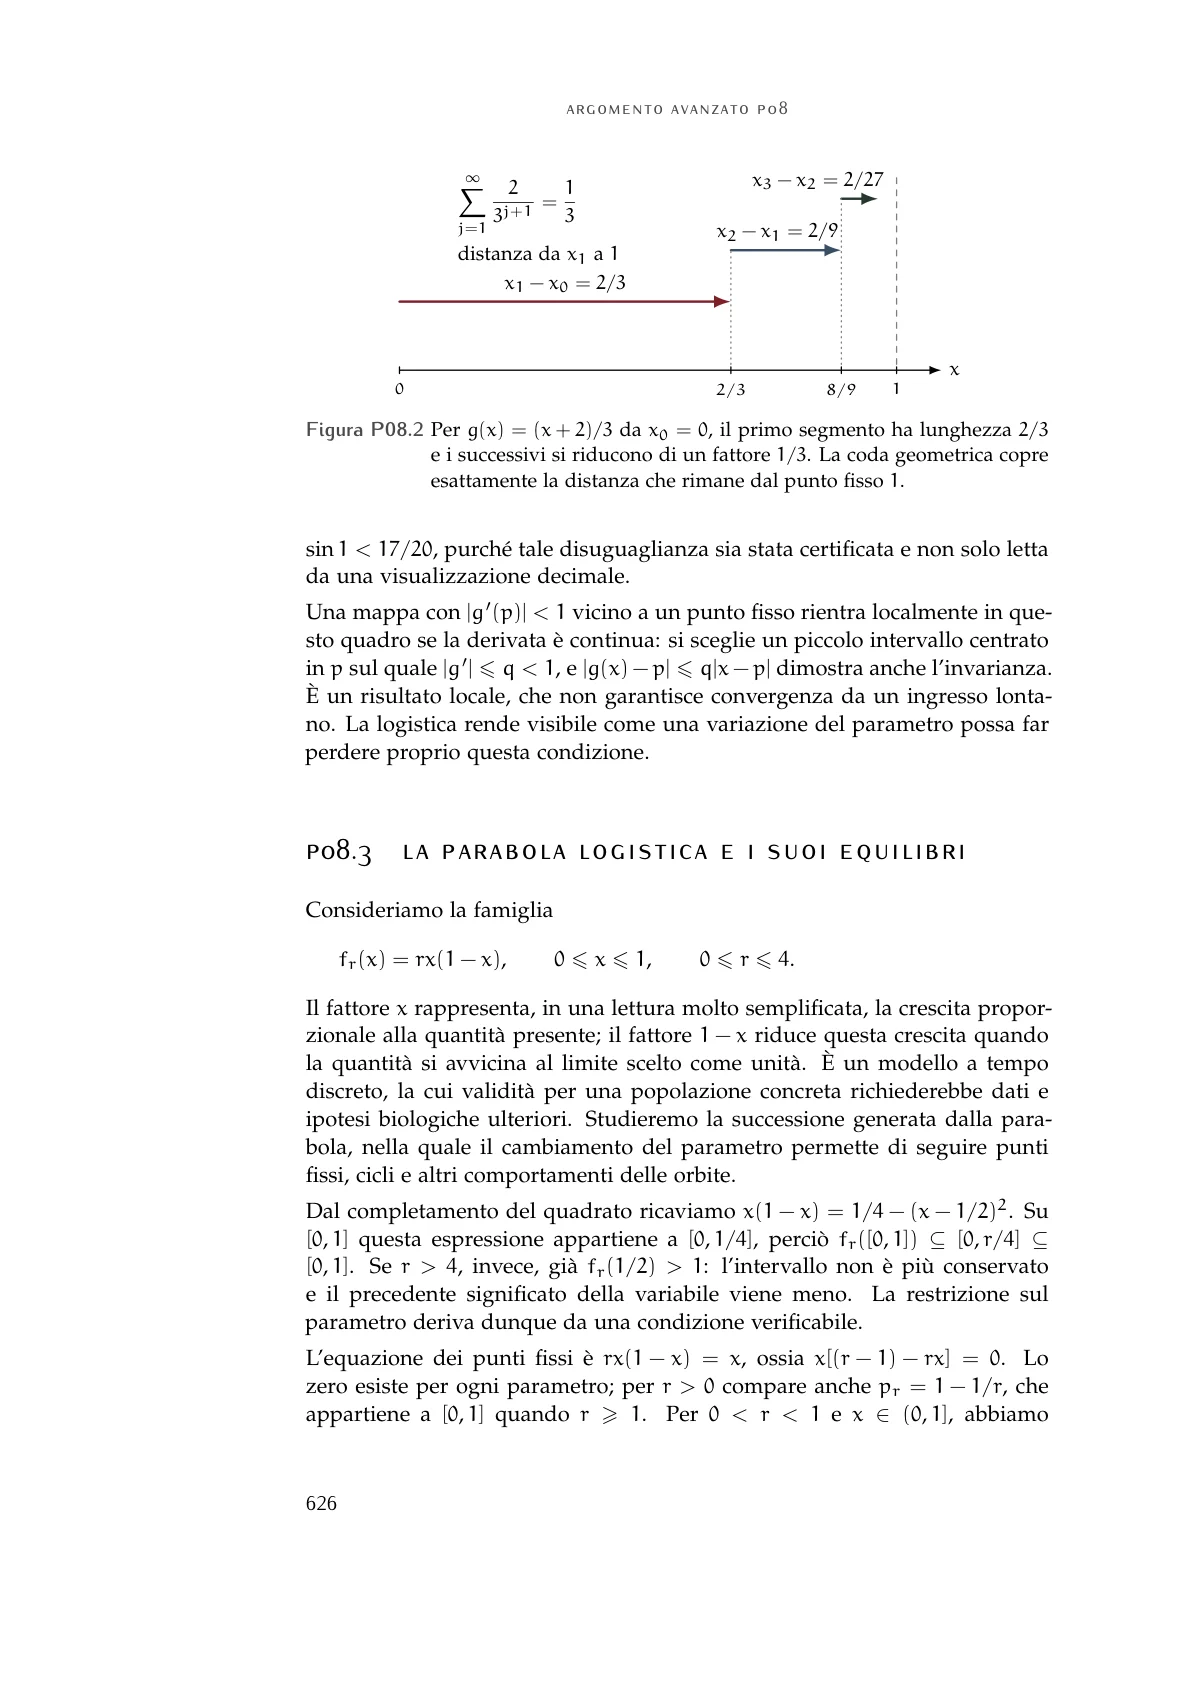 ARGOMENTO AVANZATO P08
∞
∑ 2/3^{j+1} = 1/3
j=1
distanza da x₁ a 1
x₁ − x₀ = 2/3
x₂ − x₁ = 2/9
x₃ − x₂ = 2/27
0 2/3 8/9 1 x
Figura P08.2 Per g(x) = (x + 2)/3 da x₀ = 0, il primo segmento ha lunghezza 2/3
e i successivi si riducono di un fattore 1/3. La coda geometrica copre
esattamente la distanza che rimane dal punto fisso 1.
sin 1 < 17/20, purché tale disuguaglianza sia stata certificata e non solo letta
da una visualizzazione decimale.
Una mappa con |g′(p)| < 1 vicino a un punto fisso rientra localmente in que-
sto quadro se la derivata è continua: si sceglie un piccolo intervallo centrato
in p sul quale |g′| ⩽ q < 1, e |g(x) − p| ⩽ q|x − p| dimostra anche l'invarianza.
È un risultato locale, che non garantisce convergenza da un ingresso lonta-
no. La logistica rende visibile come una variazione del parametro possa far
perdere proprio questa condizione.
P08.3 LA PARABOLA LOGISTICA E I SUOI EQUILIBRI
Consideriamo la famiglia
fᵣ(x) = rx(1 − x), 0 ⩽ x ⩽ 1, 0 ⩽ r ⩽ 4.
Il fattore x rappresenta, in una lettura molto semplificata, la crescita propor-
zionale alla quantità presente; il fattore 1 − x riduce questa crescita quando
la quantità si avvicina al limite scelto come unità. È un modello a tempo
discreto, la cui validità per una popolazione concreta richiederebbe dati e
ipotesi biologiche ulteriori. Studieremo la successione generata dalla para-
bola, nella quale il cambiamento del parametro permette di seguire punti
fissi, cicli e altri comportamenti delle orbite.
Dal completamento del quadrato ricaviamo x(1 − x) = 1/4 − (x − 1/2)². Su
[0, 1] questa espressione appartiene a [0, 1/4], perciò fᵣ([0, 1]) ⊆ [0, r/4] ⊆
[0, 1]. Se r > 4, invece, già fᵣ(1/2) > 1: l'intervallo non è più conservato
e il precedente significato della variabile viene meno. La restrizione sul
parametro deriva dunque da una condizione verificabile.
L'equazione dei punti fissi è rx(1 − x) = x, ossia x[(r − 1) − rx] = 0. Lo
zero esiste per ogni parametro; per r > 0 compare anche pᵣ = 1 − 1/r, che
appartiene a [0, 1] quando r ⩾ 1. Per 0 < r < 1 e x ∈ (0, 1], abbiamo
626